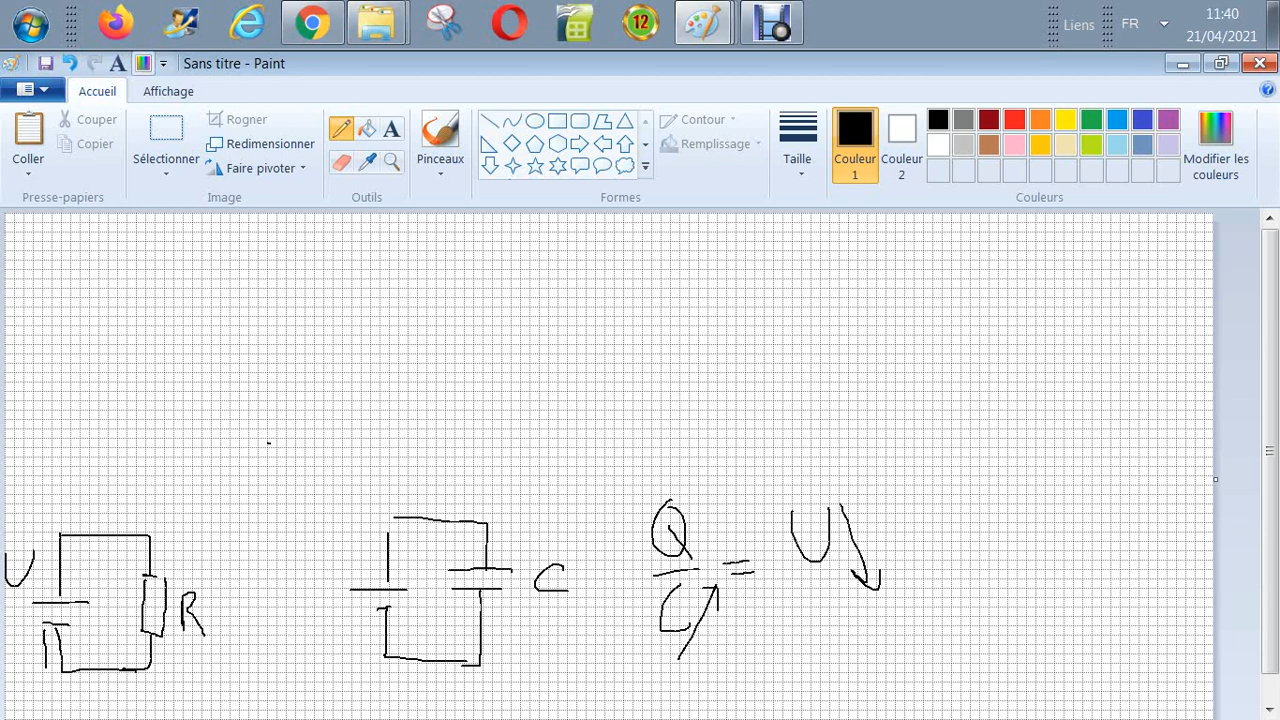 12
Liens
FR
11:40
21/04/2021
Sans titre - Paint
Accueil
Affichage
Coller
Couper
Copier
Presse-papiers
Sélectionner
Rogner
Redimensionner
Faire pivoter
Image
A
Outils
Pinceaux
Contour
Remplissage
Formes
Taille
Couleur
1
Couleur
2
Modifier les
couleurs
Couleurs
U
R
C
Q
=
U
C